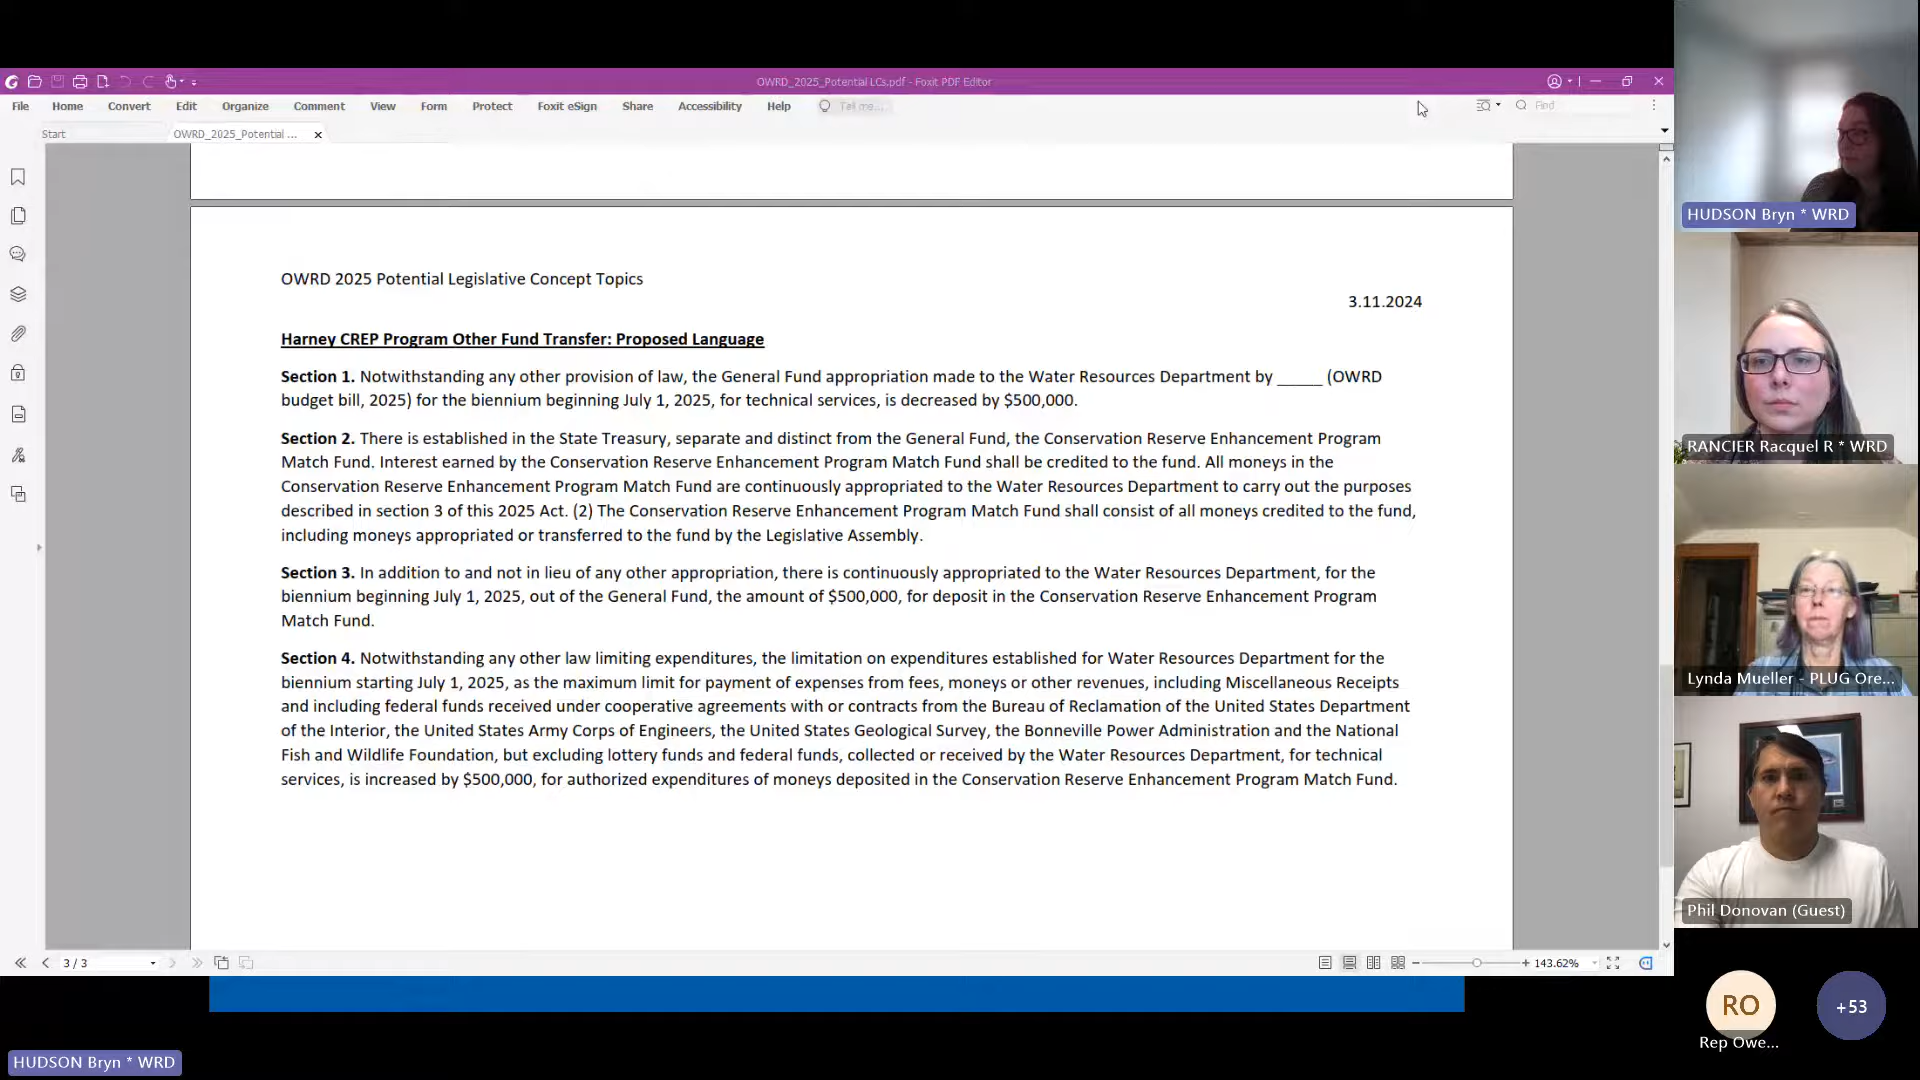 OWRD_2025_Potential LCs.pdf - Foxit PDF Editor
File Home Convert Edit Organize Comment View Form Protect Foxit eSign Share Accessibility Help Tell me... Find
Start OWRD_2025_Potential ...
OWRD 2025 Potential Legislative Concept Topics
3.11.2024
Harney CREP Program Other Fund Transfer: Proposed Language
Section 1. Notwithstanding any other provision of law, the General Fund appropriation made to the Water Resources Department by _____ (OWRD
budget bill, 2025) for the biennium beginning July 1, 2025, for technical services, is decreased by $500,000.
Section 2. There is established in the State Treasury, separate and distinct from the General Fund, the Conservation Reserve Enhancement Program
Match Fund. Interest earned by the Conservation Reserve Enhancement Program Match Fund shall be credited to the fund. All moneys in the
Conservation Reserve Enhancement Program Match Fund are continuously appropriated to the Water Resources Department to carry out the purposes
described in section 3 of this 2025 Act. (2) The Conservation Reserve Enhancement Program Match Fund shall consist of all moneys credited to the fund,
including moneys appropriated or transferred to the fund by the Legislative Assembly.
Section 3. In addition to and not in lieu of any other appropriation, there is continuously appropriated to the Water Resources Department, for the
biennium beginning July 1, 2025, out of the General Fund, the amount of $500,000, for deposit in the Conservation Reserve Enhancement Program
Match Fund.
Section 4. Notwithstanding any other law limiting expenditures, the limitation on expenditures established for Water Resources Department for the
biennium starting July 1, 2025, as the maximum limit for payment of expenses from fees, moneys or other revenues, including Miscellaneous Receipts
and including federal funds received under cooperative agreements with or contracts from the Bureau of Reclamation of the United States Department
of the Interior, the United States Army Corps of Engineers, the United States Geological Survey, the Bonneville Power Administration and the National
Fish and Wildlife Foundation, but excluding lottery funds and federal funds, collected or received by the Water Resources Department, for technical
services, is increased by $500,000, for authorized expenditures of moneys deposited in the Conservation Reserve Enhancement Program Match Fund.
3 / 3
143.62%
HUDSON Bryn * WRD
HUDSON Bryn * WRD
RANCIER Racquel R * WRD
Lynda Mueller - PLUG Ore...
Phil Donovan (Guest)
RO
Rep Owe...
+53